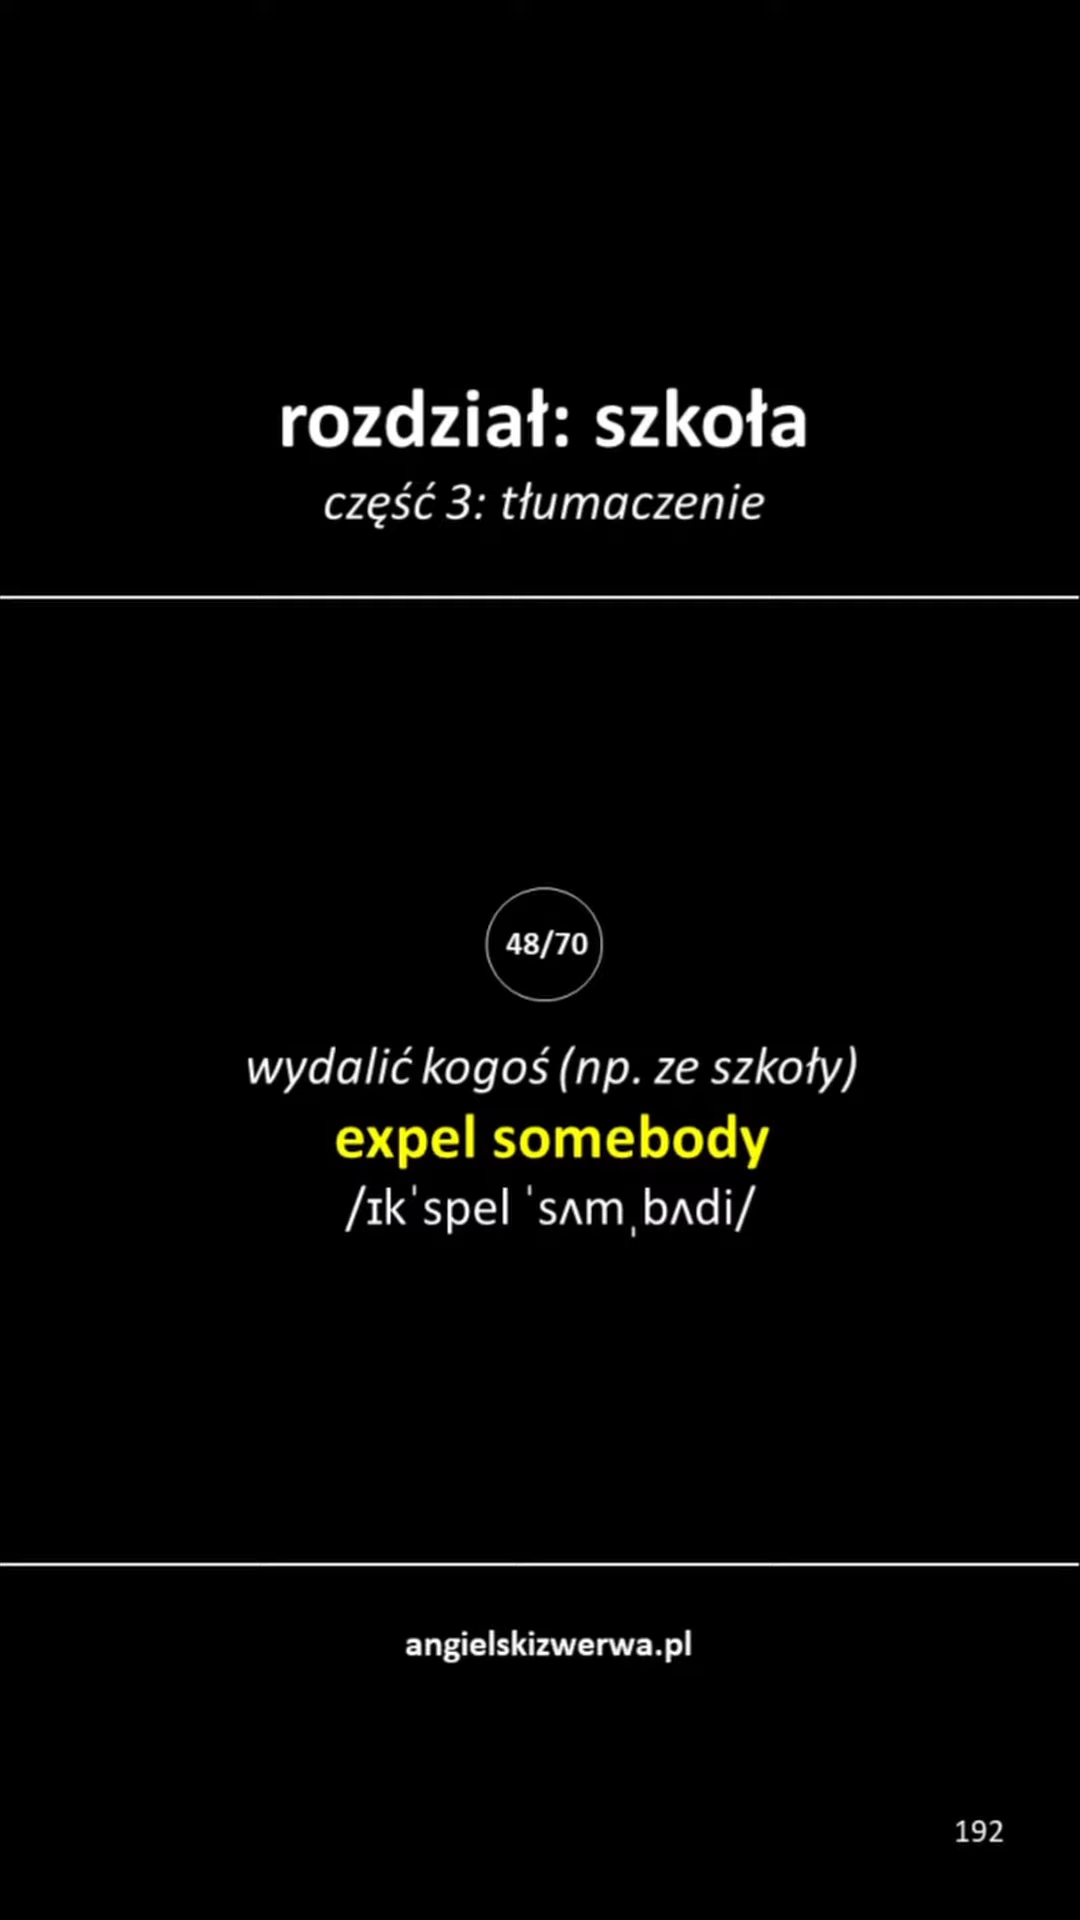 rozdział: szkoła
część 3: tłumaczenie
48/70
wydalić kogoś (np. ze szkoły)
expel somebody
/ɪkˈspel ˈsʌmˌbʌdi/
angielskizwerwa.pl
192